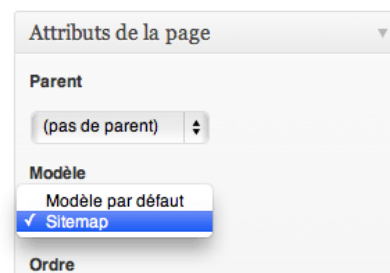 Attributs de la page
Parent
(pas de parent)
Modèle
Modèle par défaut
✓ Sitemap
Ordre